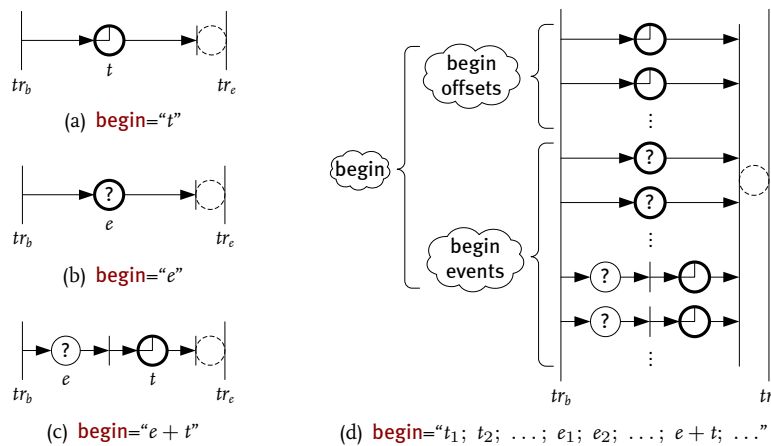 t
tr_b
tr_e
(a) begin="t"
?
e
tr_b
tr_e
(b) begin="e"
?
e
t
tr_b
tr_e
(c) begin="e + t"
begin
begin
offsets
begin
events
⋮
?
?
⋮
?
?
⋮
tr_b
tr
(d) begin="t_1; t_2; ...; e_1; e_2; ...; e + t; ..."